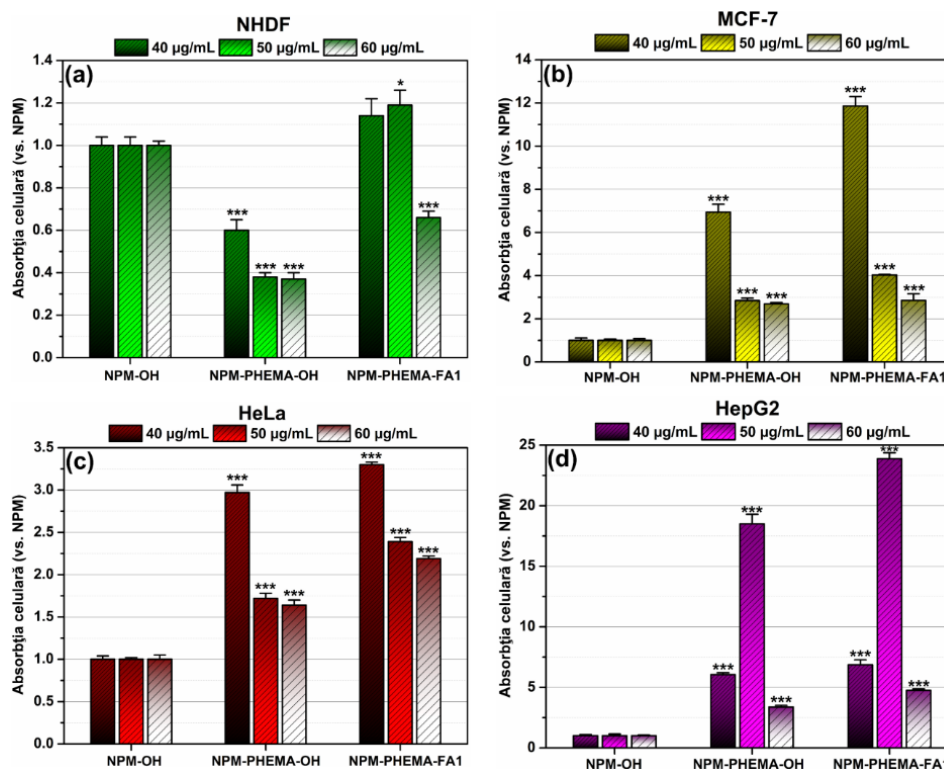 NHDF
40 µg/mL 50 µg/mL 60 µg/mL
(a)
Absorbția celulară (vs. NPM)
1.4
1.2
1.0
0.8
0.6
0.4
0.2
0.0
*
*** *** *** ***
NPM-OH NPM-PHEMA-OH NPM-PHEMA-FA1
MCF-7
40 µg/mL 50 µg/mL 60 µg/mL
(b)
Absorbția celulară (vs. NPM)
14
12
10
8
6
4
2
0
*** *** *** *** *** ***
NPM-OH NPM-PHEMA-OH NPM-PHEMA-FA1
HeLa
40 µg/mL 50 µg/mL 60 µg/mL
(c)
Absorbția celulară (vs. NPM)
3.5
3.0
2.5
2.0
1.5
1.0
0.5
0.0
*** *** *** *** *** ***
NPM-OH NPM-PHEMA-OH NPM-PHEMA-FA1
HepG2
40 µg/mL 50 µg/mL 60 µg/mL
(d)
Absorbția celulară (vs. NPM)
25
20
15
10
5
0
*** *** *** *** *** ***
NPM-OH NPM-PHEMA-OH NPM-PHEMA-FA1